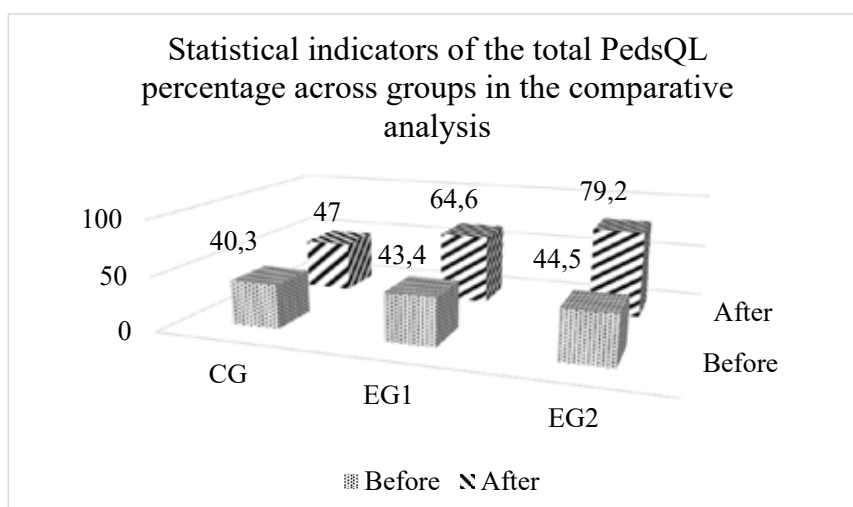 Statistical indicators of the total PedsQL
percentage across groups in the comparative
analysis
100
50
0
40,3
47
43,4
64,6
44,5
79,2
After
Before
CG
EG1
EG2
Before After